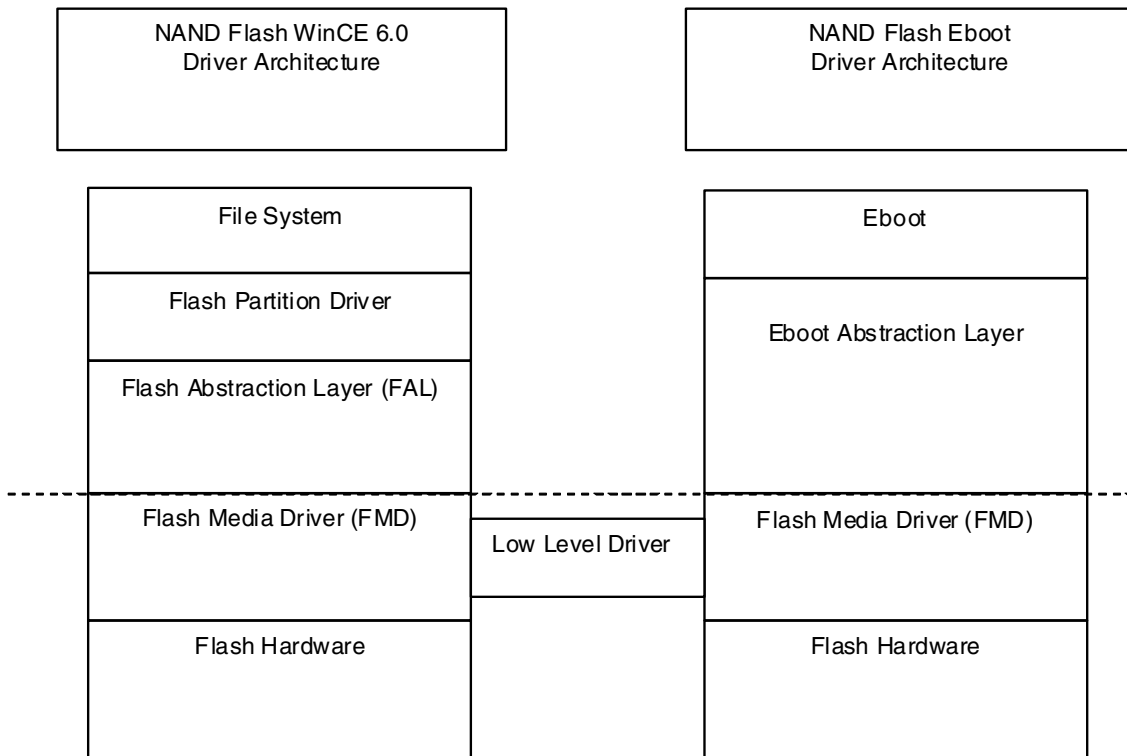 NAND Flash WinCE 6.0
Driver Architecture
NAND Flash Eboot
Driver Architecture
File System
Flash Partition Driver
Flash Abstraction Layer (FAL)
Flash Media Driver (FMD)
Flash Hardware
Low Level Driver
Eboot
Eboot Abstraction Layer
Flash Media Driver (FMD)
Flash Hardware